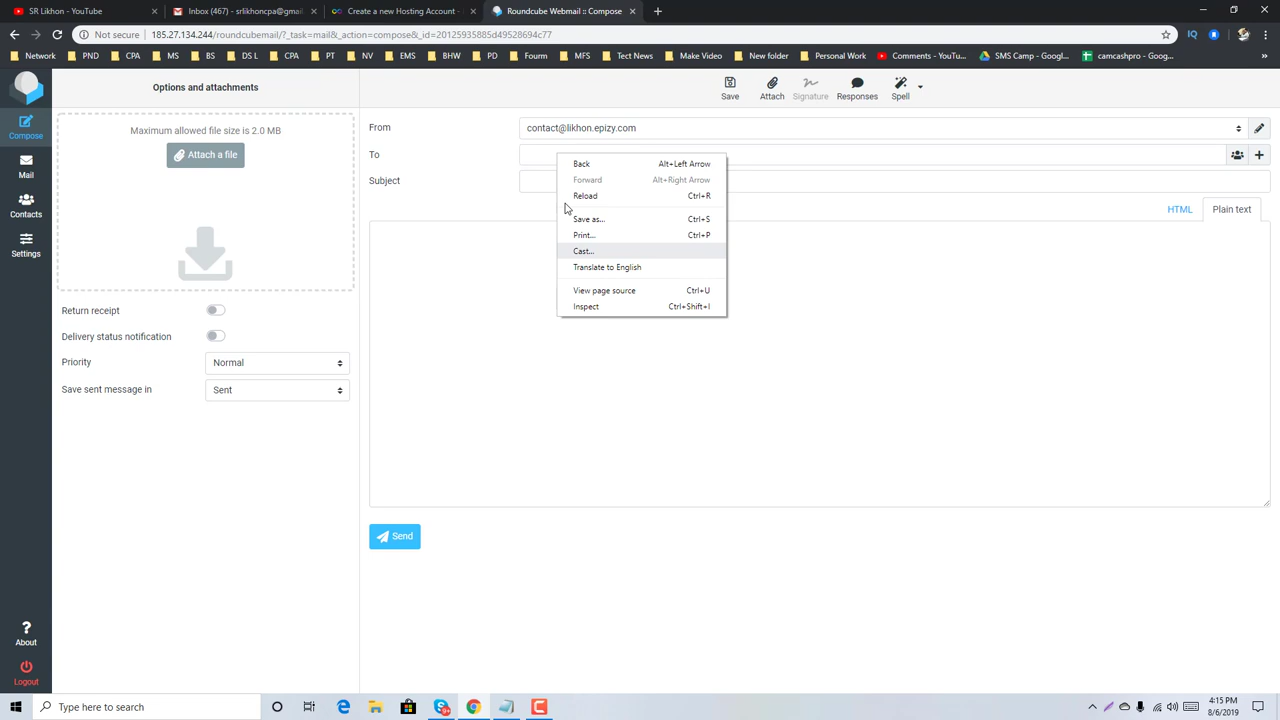 SR Likhon - YouTube
Inbox (467) - srlikhoncpa@gmail
Create a new Hosting Account -
Roundcube Webmail :: Compose
Not secure
185.27.134.244/roundcubemail/?_task=mail&_action=compose&_id=20125935885d49528694c77
Network
PND
CPA
MS
BS
DS L
CPA
PT
NV
EMS
BHW
PD
Fourm
MFS
Tect News
Make Video
New folder
Personal Work
Comments - YouTu...
SMS Camp - Googl...
camcashpro - Goog...
»
Options and attachments
Save
Attach
Signature
Responses
Spell
Compose
Mail
Contacts
Settings
Maximum allowed file size is 2.0 MB
Attach a file
Return receipt
Delivery status notification
Priority
Normal
Save sent message in
Sent
From
contact@likhon.epizy.com
To
Subject
HTML
Plain text
Back Alt+Left Arrow
Forward Alt+Right Arrow
Reload Ctrl+R
Save as... Ctrl+S
Print... Ctrl+P
Cast...
Translate to English
View page source Ctrl+U
Inspect Ctrl+Shift+I
Send
About
Logout
Type here to search
4:15 PM
8/6/2019